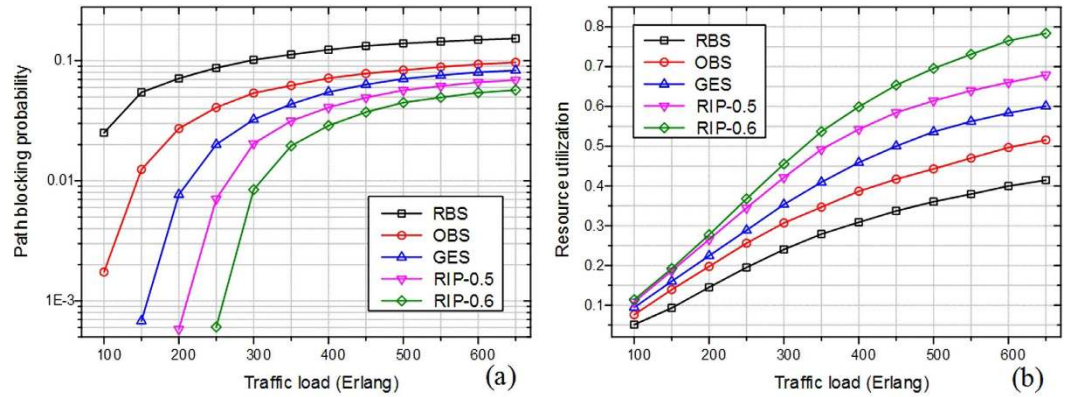 Path blocking probability
0.1
0.01
1E-3
RBS
OBS
GES
RIP-0.5
RIP-0.6
100 200 300 400 500 600
Traffic load (Erlang)
(a)
Resource utilization
0.8
0.7
0.6
0.5
0.4
0.3
0.2
0.1
RBS
OBS
GES
RIP-0.5
RIP-0.6
100 200 300 400 500 600
Traffic load (Erlang)
(b)